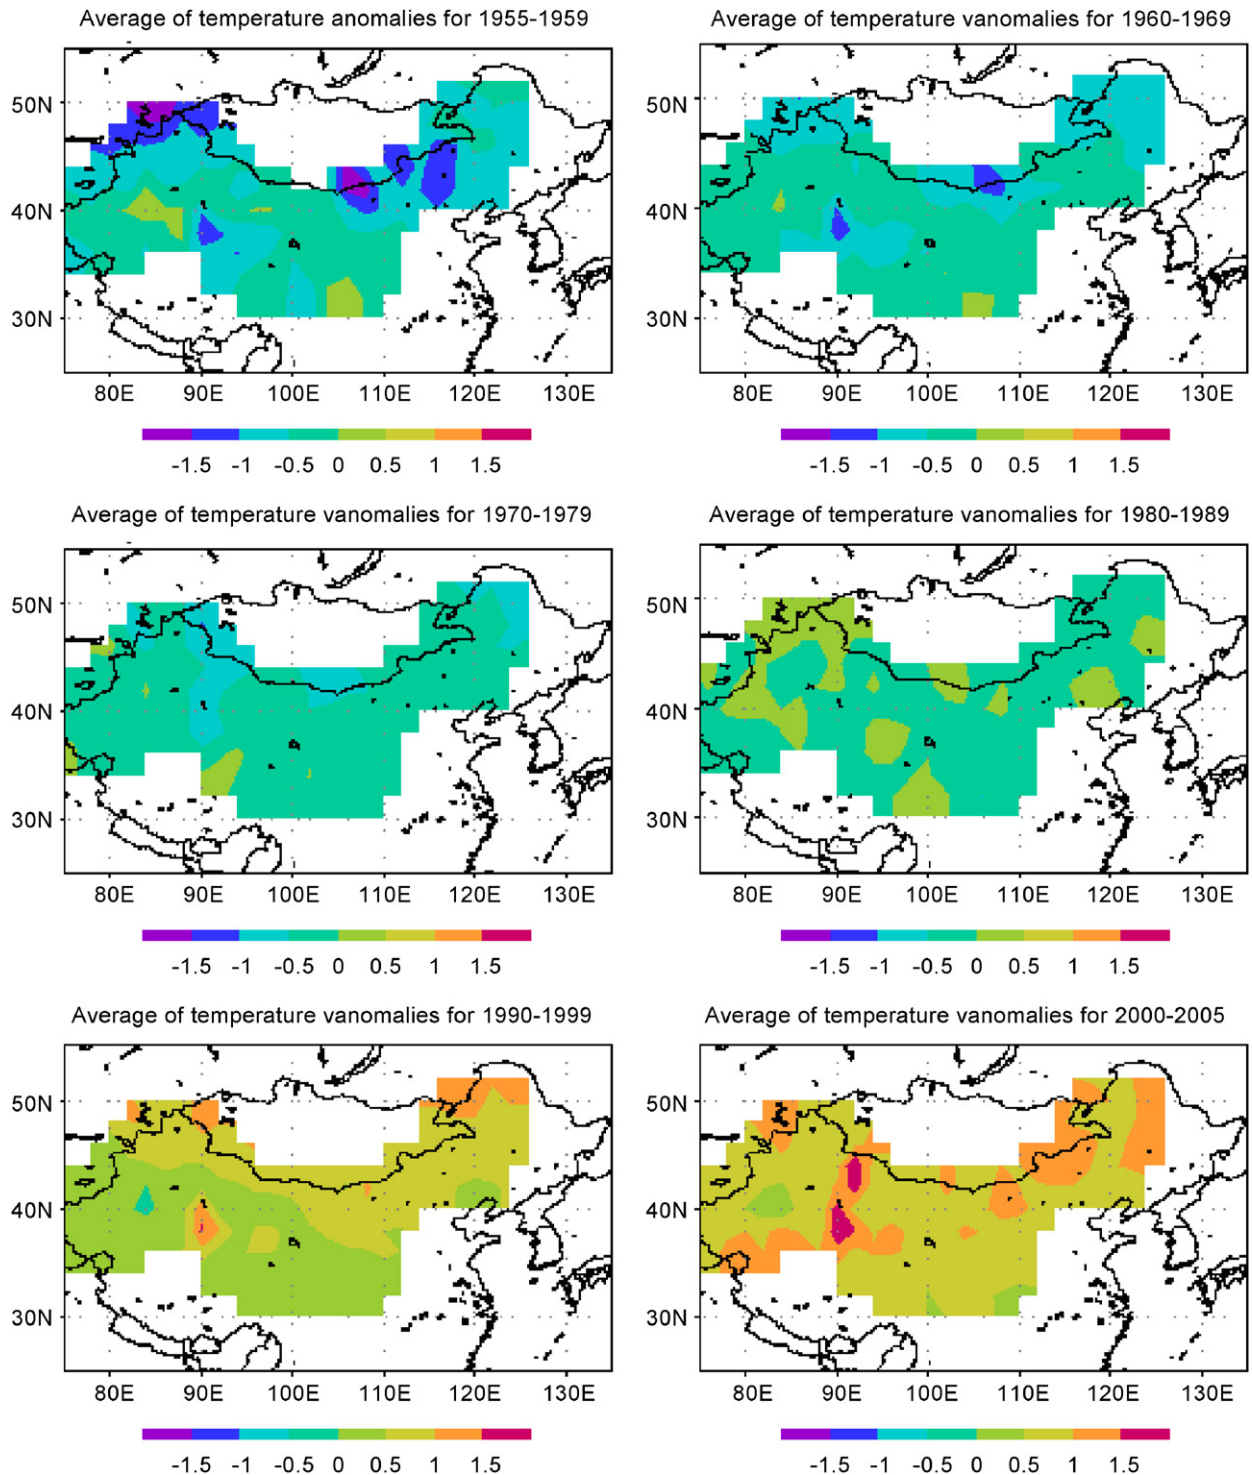 Average of temperature anomalies for 1955-1959
Average of temperature vanomalies for 1960-1969
50N
40N
30N
80E 90E 100E 110E 120E 130E
-1.5 -1 -0.5 0 0.5 1 1.5
50N
40N
30N
80E 90E 100E 110E 120E 130E
-1.5 -1 -0.5 0 0.5 1 1.5
Average of temperature vanomalies for 1970-1979
Average of temperature vanomalies for 1980-1989
50N
40N
30N
80E 90E 100E 110E 120E 130E
-1.5 -1 -0.5 0 0.5 1 1.5
50N
40N
30N
80E 90E 100E 110E 120E 130E
-1.5 -1 -0.5 0 0.5 1 1.5
Average of temperature vanomalies for 1990-1999
Average of temperature vanomalies for 2000-2005
50N
40N
30N
80E 90E 100E 110E 120E 130E
-1.5 -1 -0.5 0 0.5 1 1.5
50N
40N
30N
80E 90E 100E 110E 120E 130E
-1.5 -1 -0.5 0 0.5 1 1.5